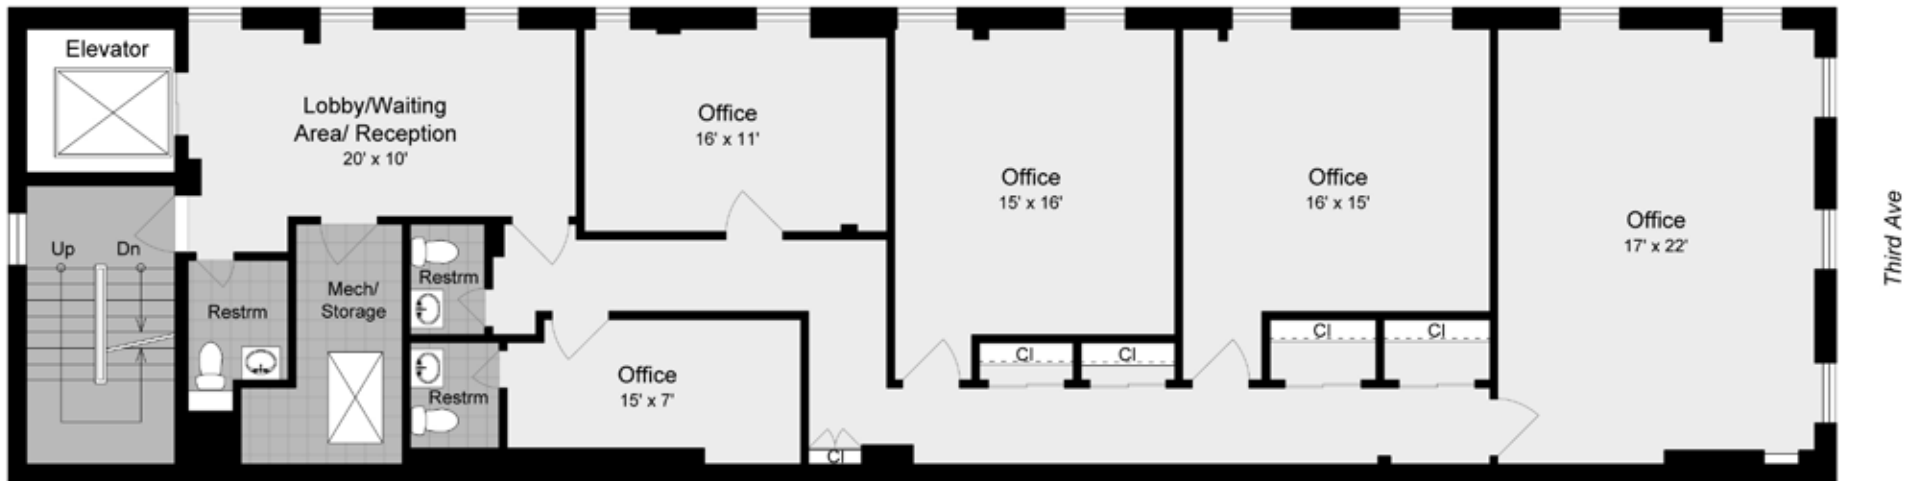 Elevator
Lobby/Waiting
Area/ Reception
20' x 10'
Office
16' x 11'
Office
15' x 16'
Office
16' x 15'
Office
17' x 22'
Third Ave
Up
Dn
Restrm
Mech/
Storage
Restrm
Restrm
Office
15' x 7'
Cl
Cl
Cl
Cl
Cl